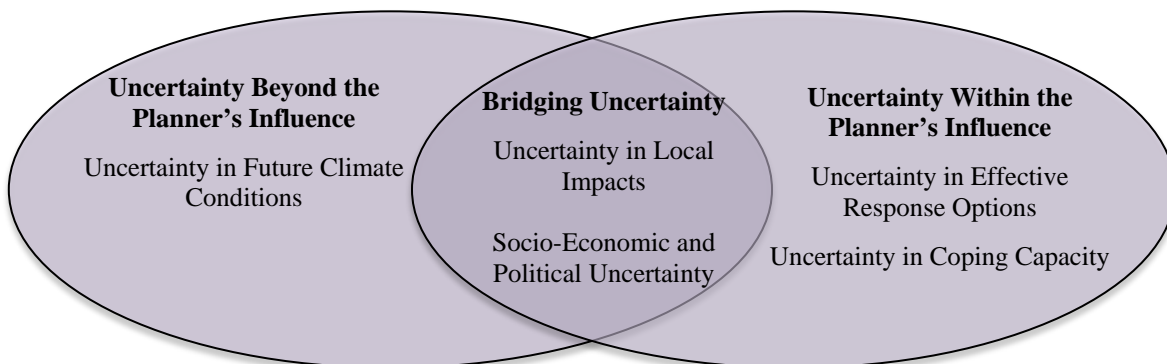 Uncertainty Beyond the
Planner’s Influence
Uncertainty in Future Climate
Conditions
Bridging Uncertainty
Uncertainty in Local
Impacts
Socio-Economic and
Political Uncertainty
Uncertainty Within the
Planner’s Influence
Uncertainty in Effective
Response Options
Uncertainty in Coping Capacity